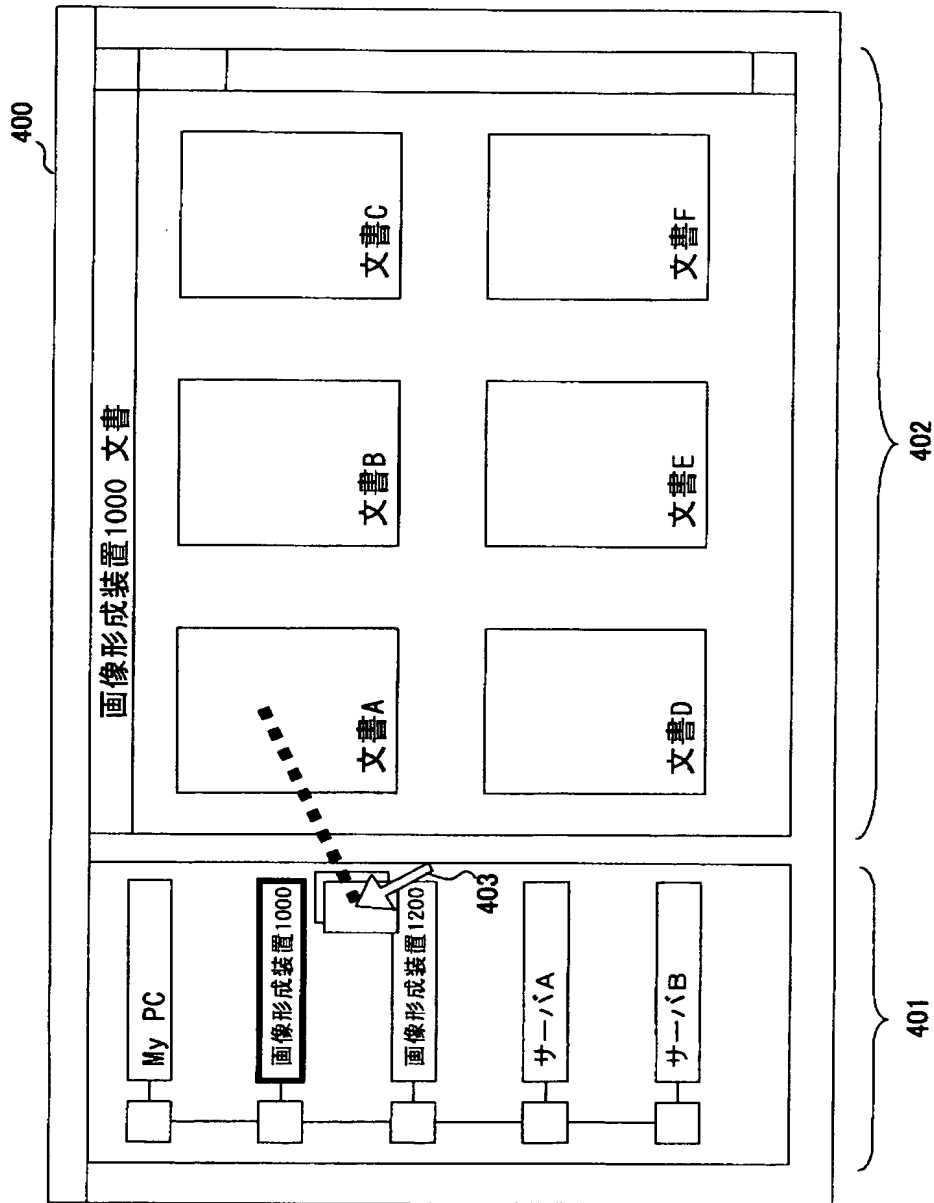 400
画像形成装置1000 文書
My PC
画像形成装置1000
画像形成装置1200
サーバA
サーバB
403
文書A
文書B
文書C
文書D
文書E
文書F
401
402